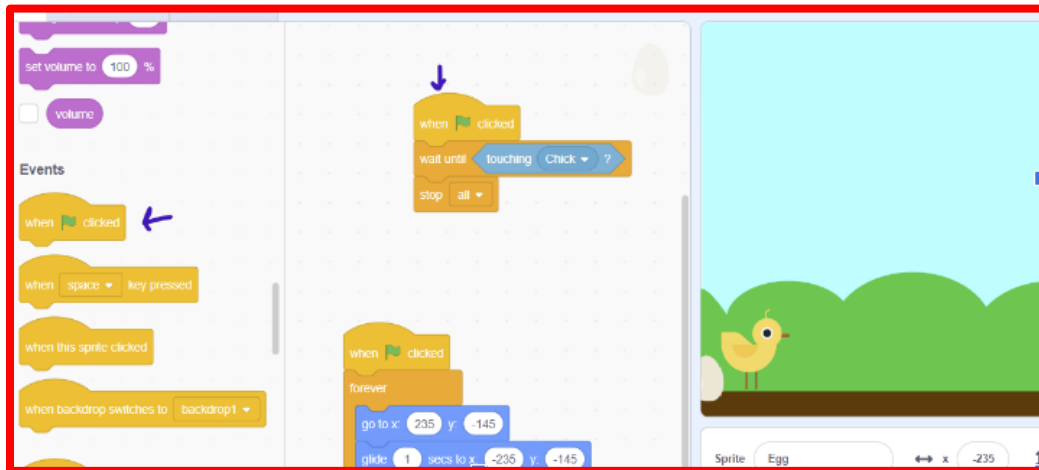 set volume to 100 %
volume
Events
when clicked
when space key pressed
when this sprite clicked
when backdrop switches to backdrop1
when clicked
wait until touching Chick ?
stop all
when clicked
forever
go to x: 235 y: -145
glide 1 secs to x: -235 y: -145
Sprite Egg x -235